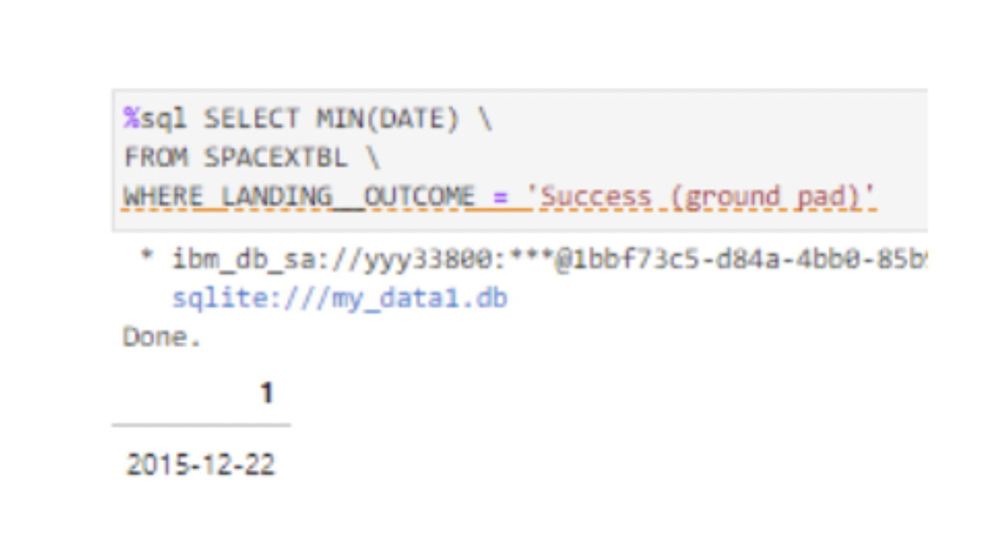 %sql SELECT MIN(DATE) \
FROM SPACEXTBL \
WHERE LANDING__OUTCOME = 'Success (ground pad)'
* ibm_db_sa://yyy33800:***@1bbf73c5-d84a-4bb0-85b
sqlite:///my_data1.db
Done.
1
2015-12-22